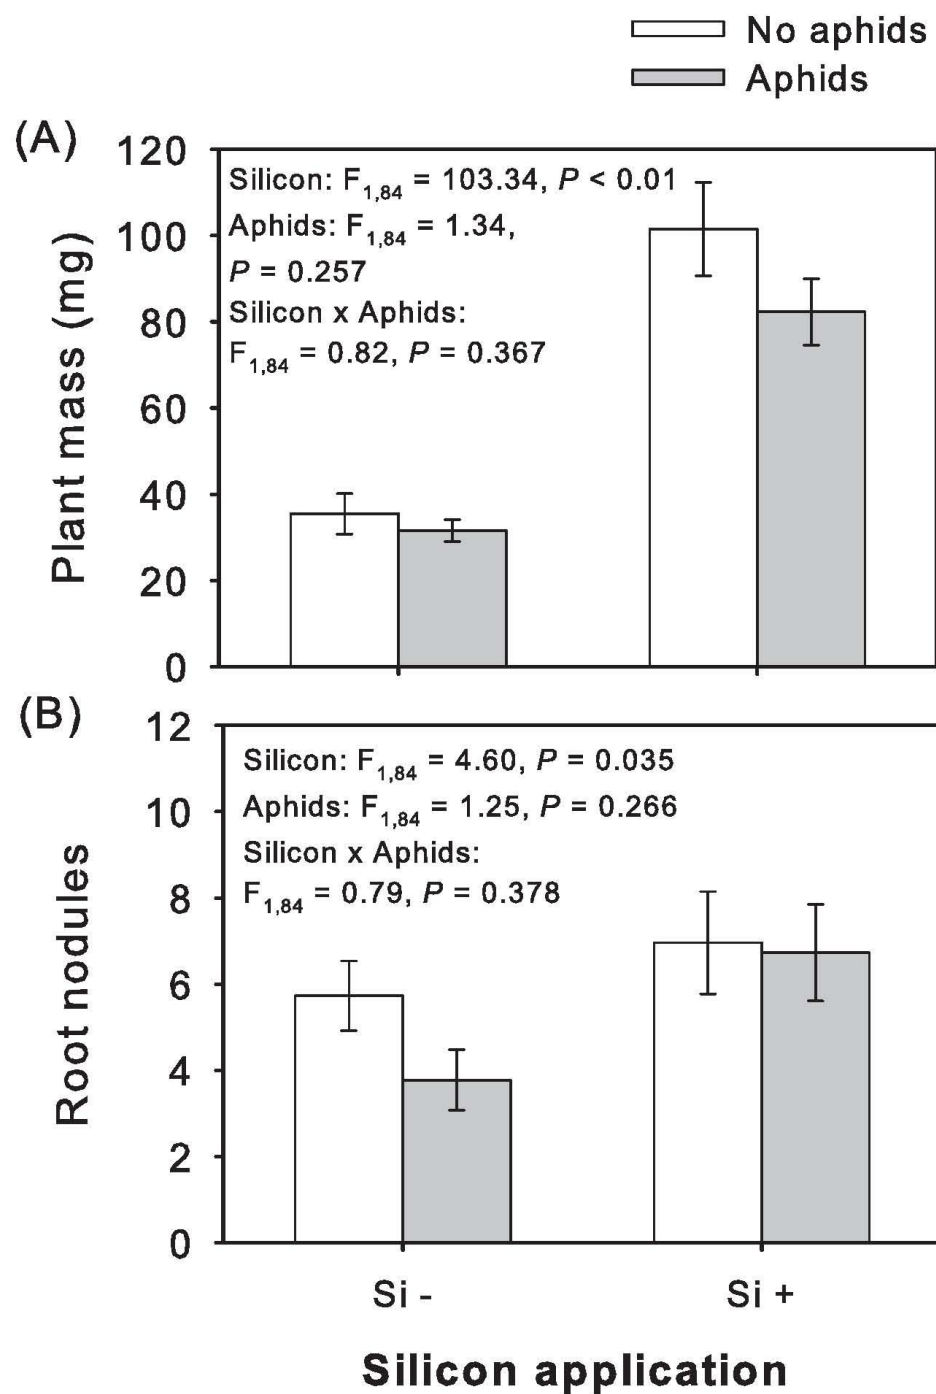 No aphids
Aphids
(A)
Plant mass (mg)
120
100
80
60
40
20
0
Silicon: F1,84 = 103.34, P < 0.01
Aphids: F1,84 = 1.34,
P = 0.257
Silicon x Aphids:
F1,84 = 0.82, P = 0.367
(B)
Root nodules
12
10
8
6
4
2
0
Silicon: F1,84 = 4.60, P = 0.035
Aphids: F1,84 = 1.25, P = 0.266
Silicon x Aphids:
F1,84 = 0.79, P = 0.378
Si - Si +
Silicon application